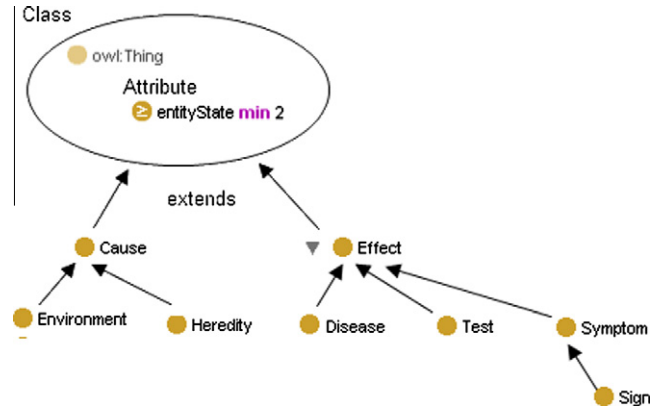 Class
owl:Thing
Attribute
≥ entityState min 2
extends
Cause
Effect
Environment
Heredity
Disease
Test
Symptom
Sign